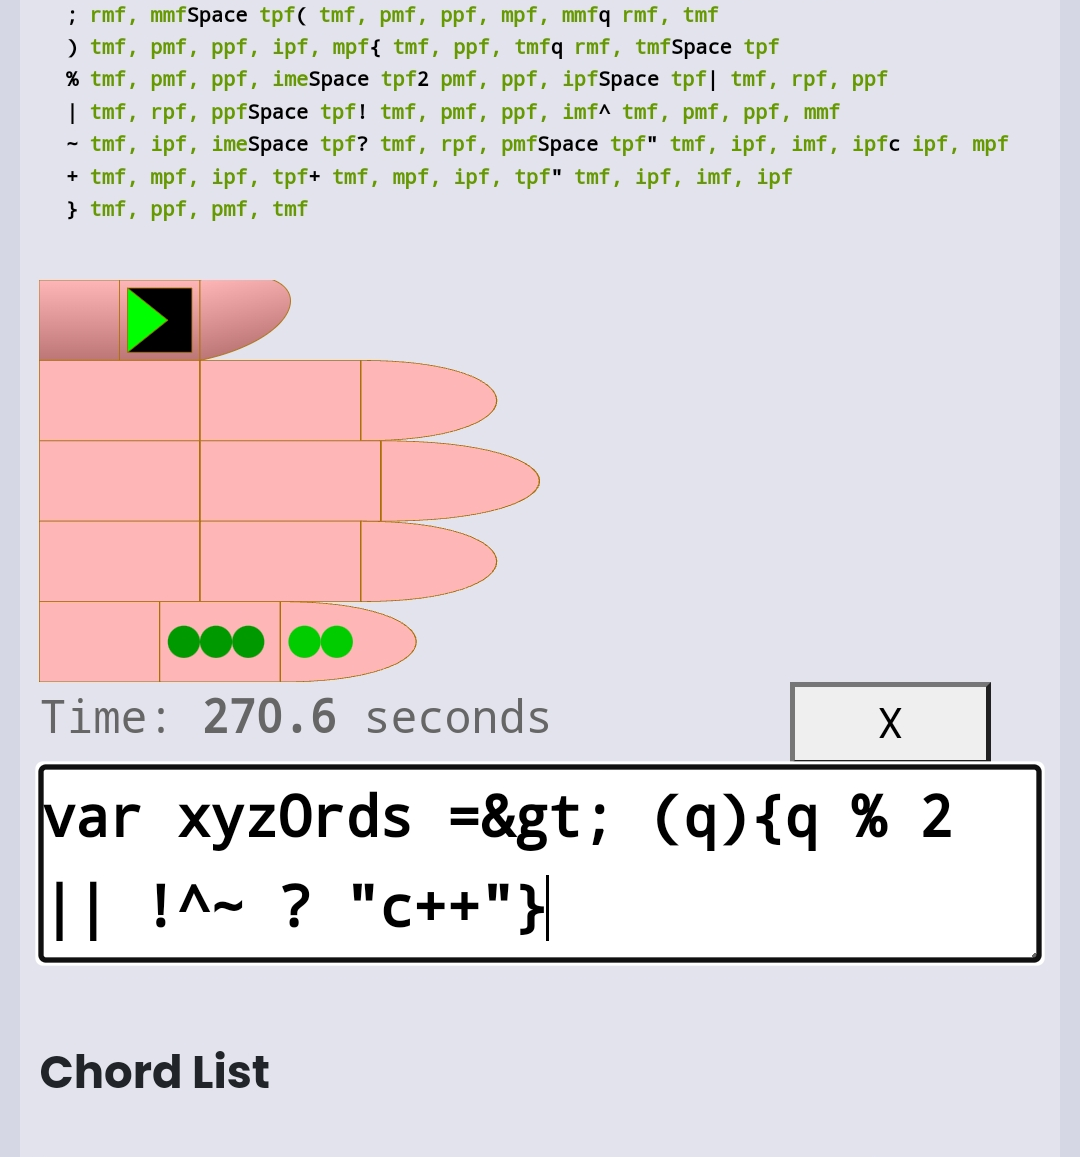 ; rmf, mmfSpace tpf( tmf, pmf, ppf, mpf, mmfq rmf, tmf
) tmf, pmf, ppf, ipf, mpf{ tmf, ppf, tmfq rmf, tmfSpace tpf
% tmf, pmf, ppf, imeSpace tpf2 pmf, ppf, ipfSpace tpf| tmf, rpf, ppf
| tmf, rpf, ppfSpace tpf! tmf, pmf, ppf, imf^ tmf, pmf, ppf, mmf
~ tmf, ipf, imeSpace tpf? tmf, rpf, pmfSpace tpf" tmf, ipf, imf, ipfc ipf, mpf
+ tmf, mpf, ipf, tpf+ tmf, mpf, ipf, tpf" tmf, ipf, imf, ipf
} tmf, ppf, pmf, tmf
Time: 270.6 seconds
X
var xyzOrds =&gt; (q){q % 2
|| !^~ ? "c++"}
Chord List